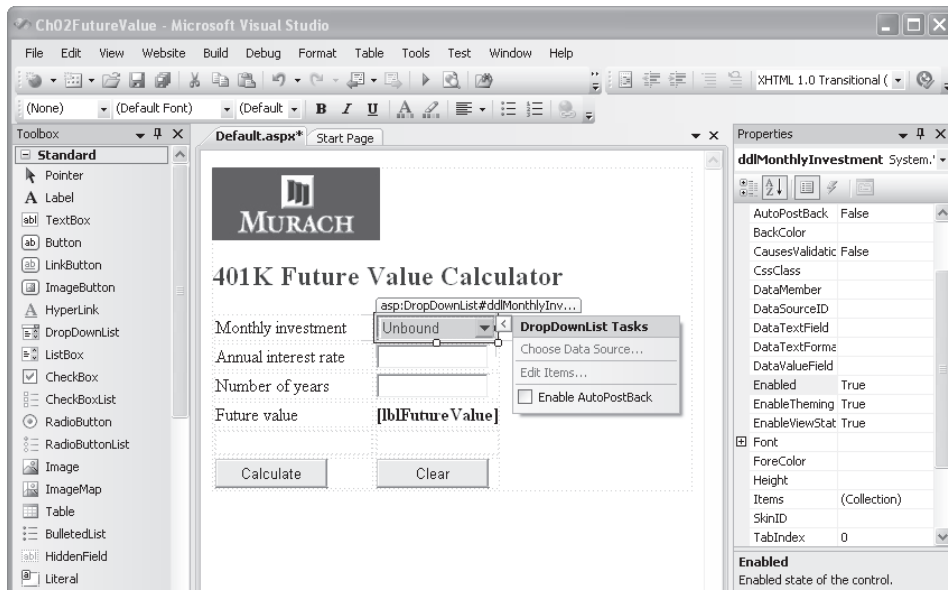 Ch02FutureValue - Microsoft Visual Studio
File Edit View Website Build Debug Format Table Tools Test Window Help
XHTML 1.0 Transitional (
(None) (Default Font) (Default B I U A
Toolbox
Standard
Pointer
A Label
abl TextBox
ab Button
ab LinkButton
ImageButton
A HyperLink
DropDownList
ListBox
CheckBox
CheckBoxList
RadioButton
RadioButtonList
Image
ImageMap
Table
BulletedList
abl HiddenField
Literal
Default.aspx* Start Page
MURACH
401K Future Value Calculator
asp:DropDownList#ddlMonthlyInv...
Monthly investment Unbound
Annual interest rate
Number of years
Future value [lblFutureValue]
Calculate Clear
DropDownList Tasks
Choose Data Source...
Edit Items...
Enable AutoPostBack
Properties
ddlMonthlyInvestment System.'
AutoPostBack False
BackColor
CausesValidatic False
CssClass
DataMember
DataSourceID
DataTextField
DataTextForma
DataValueField
Enabled True
EnableTheming True
EnableViewStat True
Font
ForeColor
Height
Items (Collection)
SkinID
TabIndex 0
Enabled
Enabled state of the control.